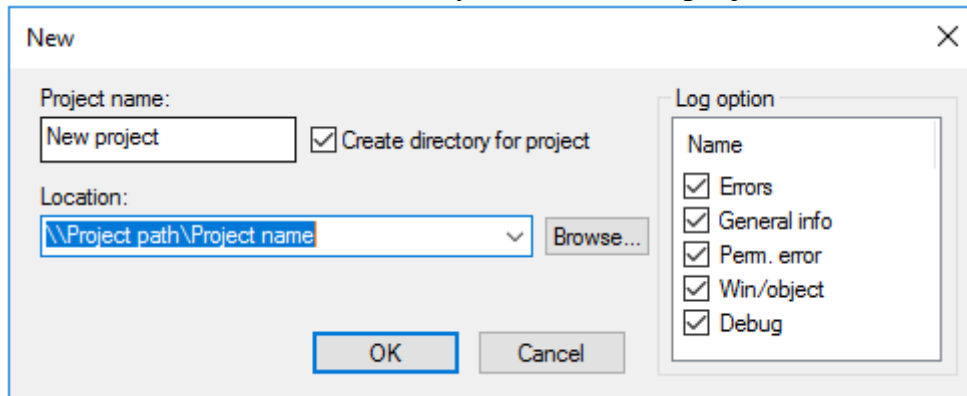 New
Project name:
New project
Create directory for project
Location:
\\Project path\Project name
Browse...
OK
Cancel
Log option
Name
Errors
General info
Perm. error
Win/object
Debug